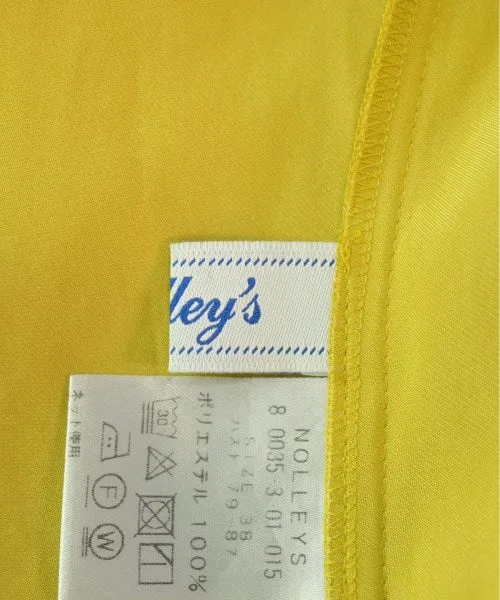 lley's
NOLLEYS
8 0035-3 01 015
SIZE 38
バスト 79-87
ポリエステル 100%
30
F
W
ネット使用